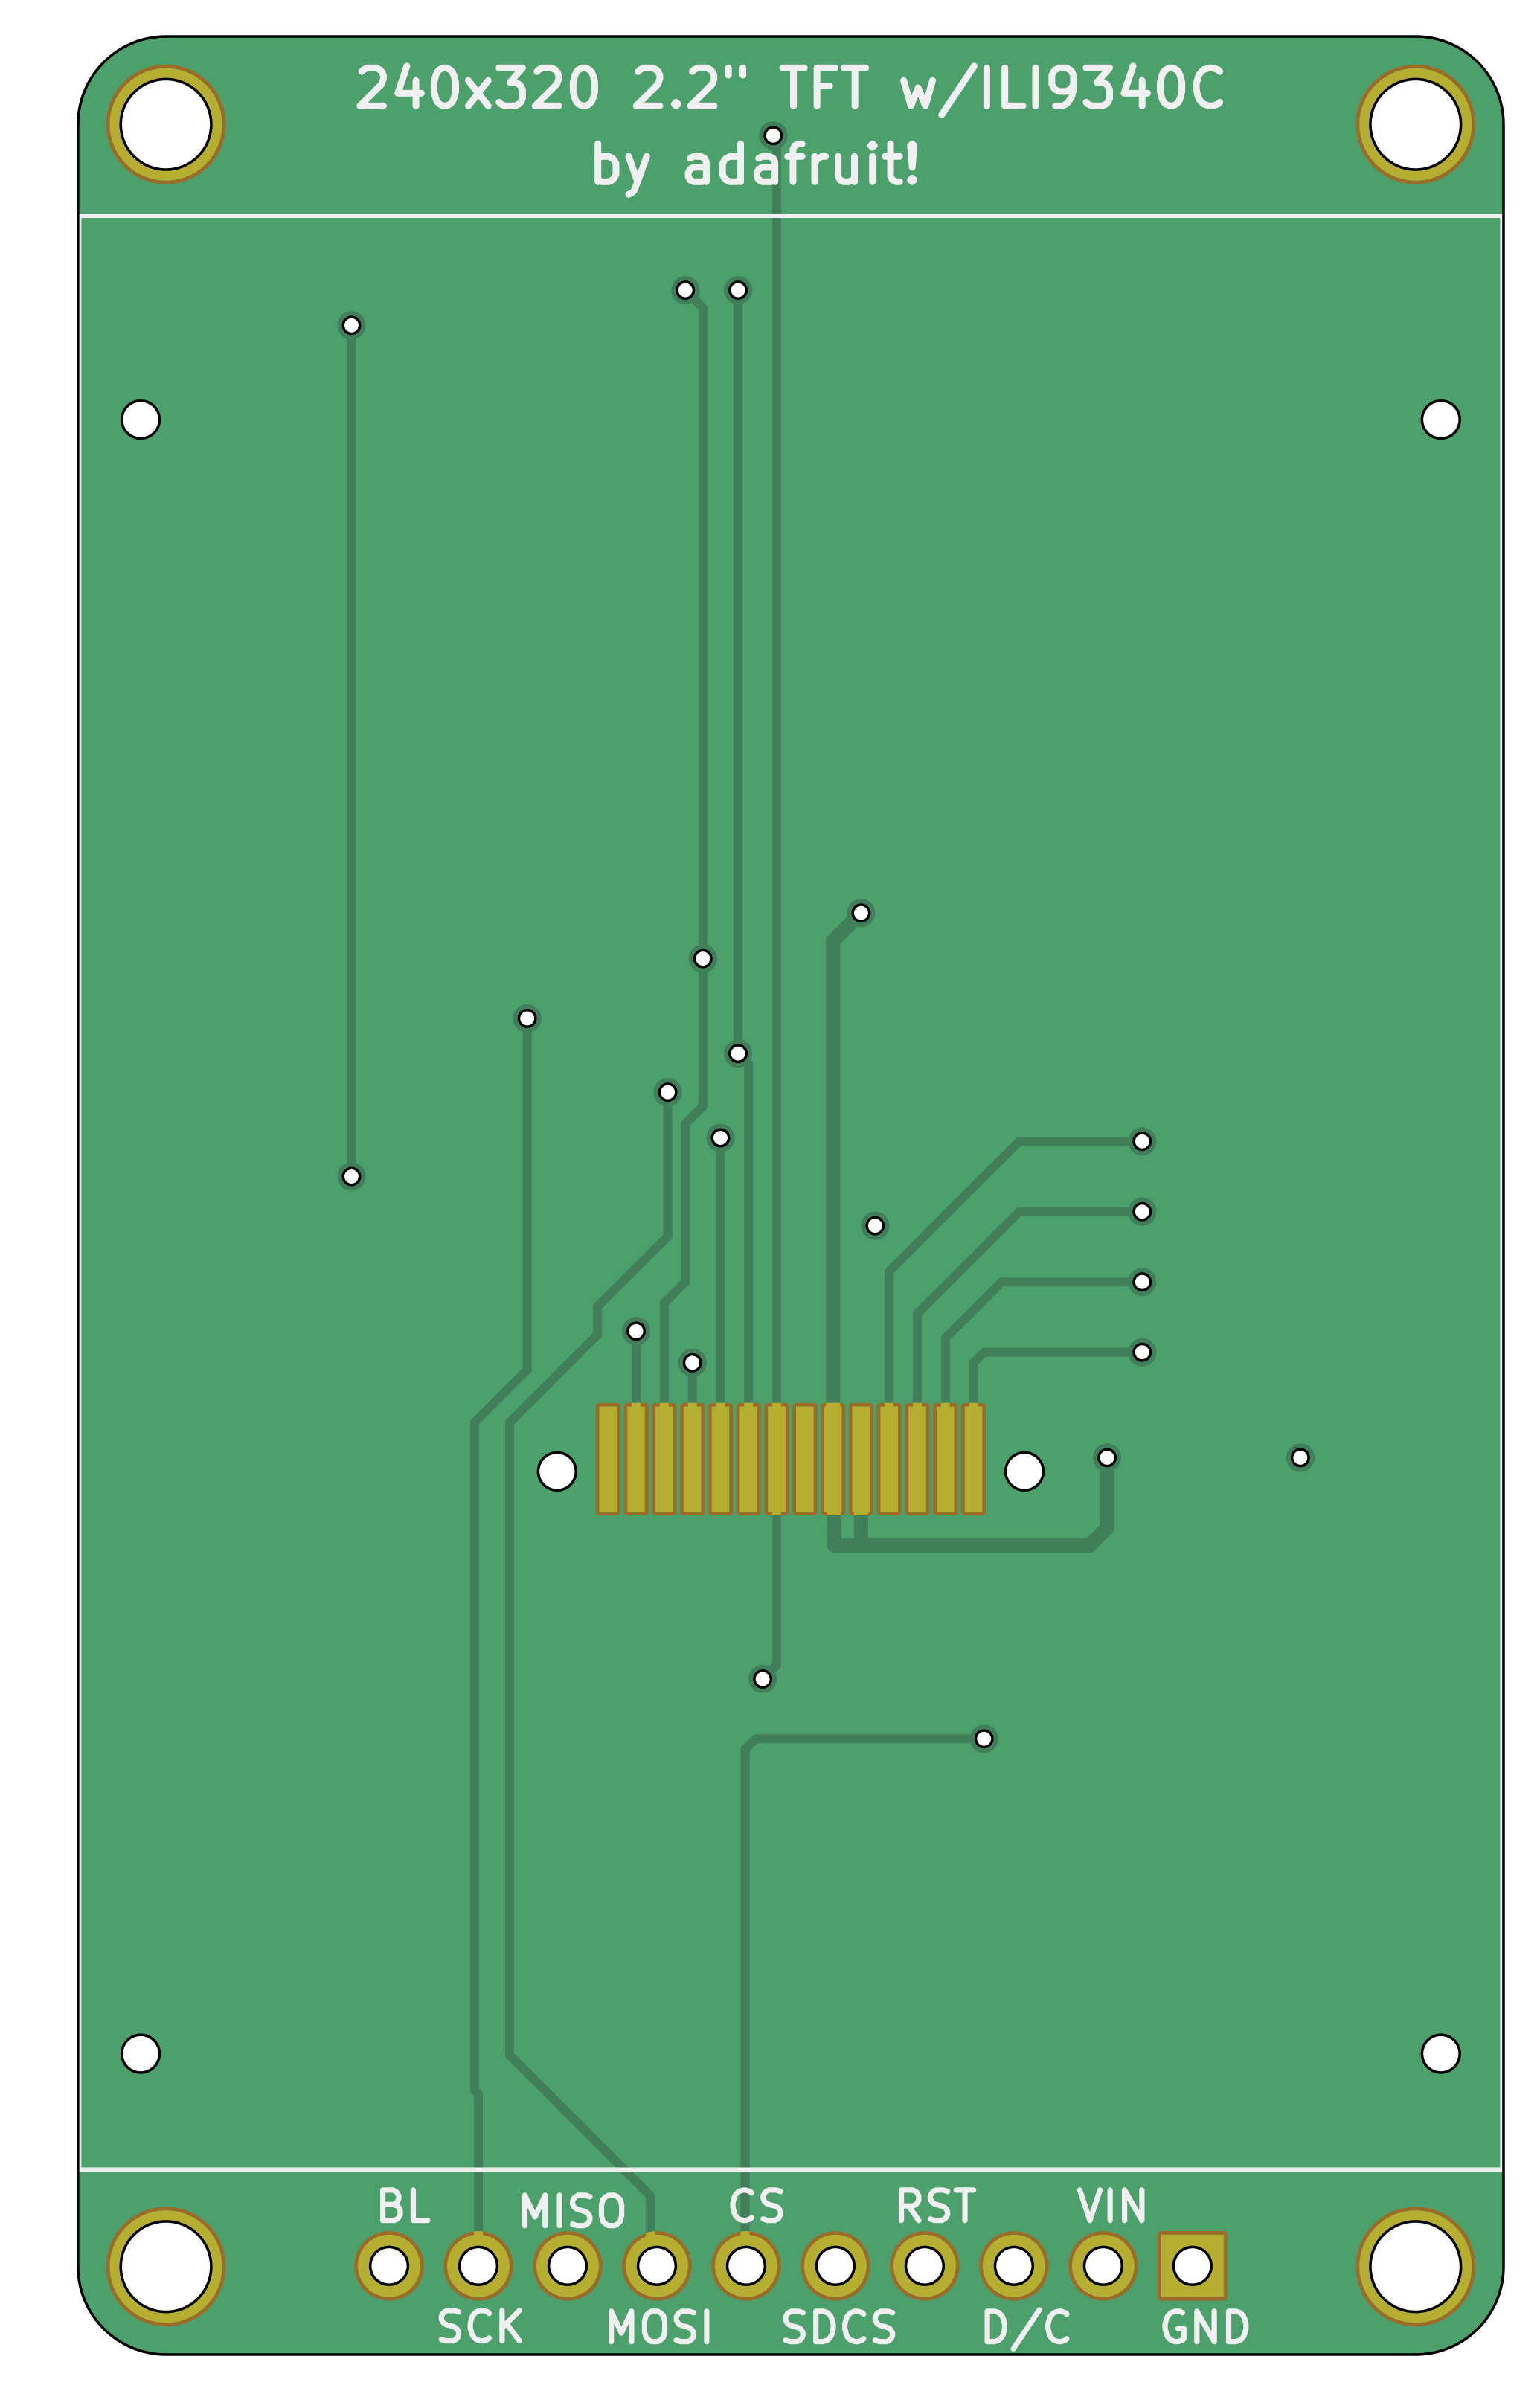 240x320 2.2" TFT w/ILI9340C
by adafruit!
BL MISO CS RST VIN
SCK MOSI SDCS D/C GND